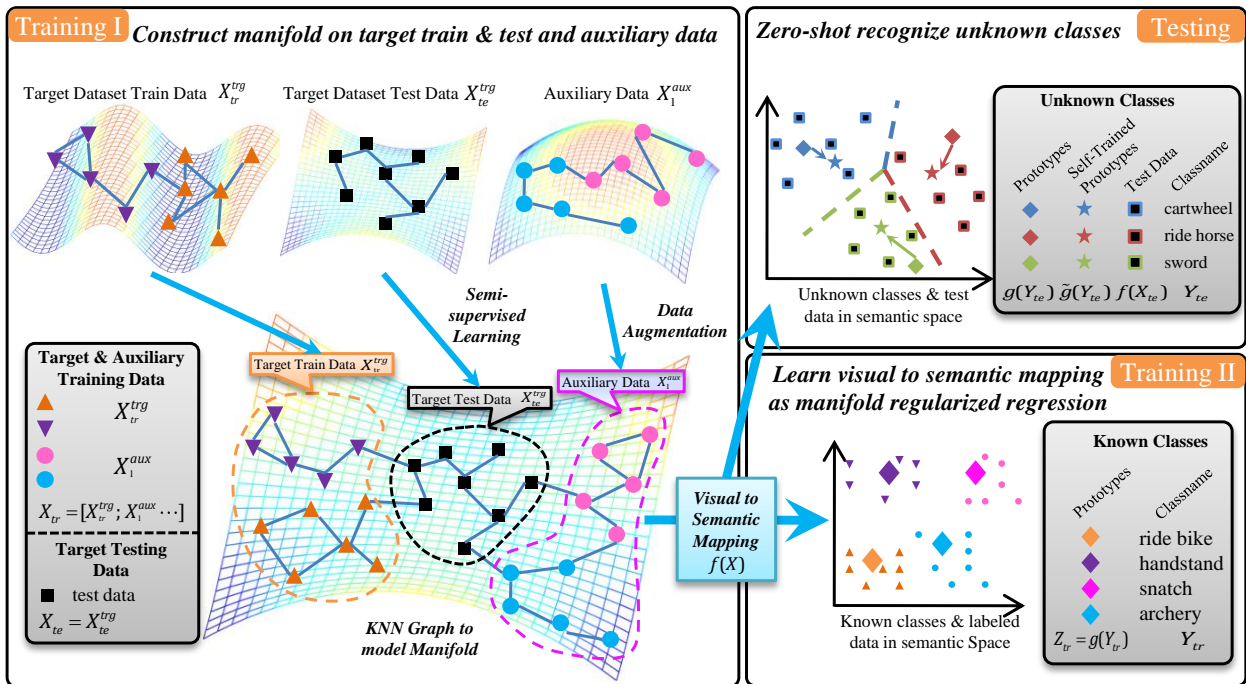 Training I
Construct manifold on target train & test and auxiliary data
Target Dataset Train Data X_{tr}^{trg}
Target Dataset Test Data X_{te}^{trg}
Auxiliary Data X_1^{aux}
Semi-
supervised
Learning
Data
Augmentation
Target Train Data X_{tr}^{trg}
Target Test Data X_{te}^{trg}
Auxiliary Data X_1^{aux}
KNN Graph to
model Manifold
Target & Auxiliary
Training Data
X_{tr}^{trg}
X_1^{aux}
X_{tr} = [X_{tr}^{trg}; X_1^{aux} ⋯]
Target Testing
Data
test data
X_{te} = X_{te}^{trg}
Visual to
Semantic
Mapping
f(X)
Zero-shot recognize unknown classes
Testing
Unknown classes & test
data in semantic space
Unknown Classes
Prototypes
Self-Trained
Prototypes
Test Data
Classname
cartwheel
ride horse
sword
g(Y_{te}) g̃(Y_{te}) f(X_{te}) Y_{te}
Learn visual to semantic mapping
as manifold regularized regression
Training II
Known classes & labeled
data in semantic Space
Known Classes
Prototypes
Classname
ride bike
handstand
snatch
archery
Z_{tr} = g(Y_{tr}) Y_{tr}